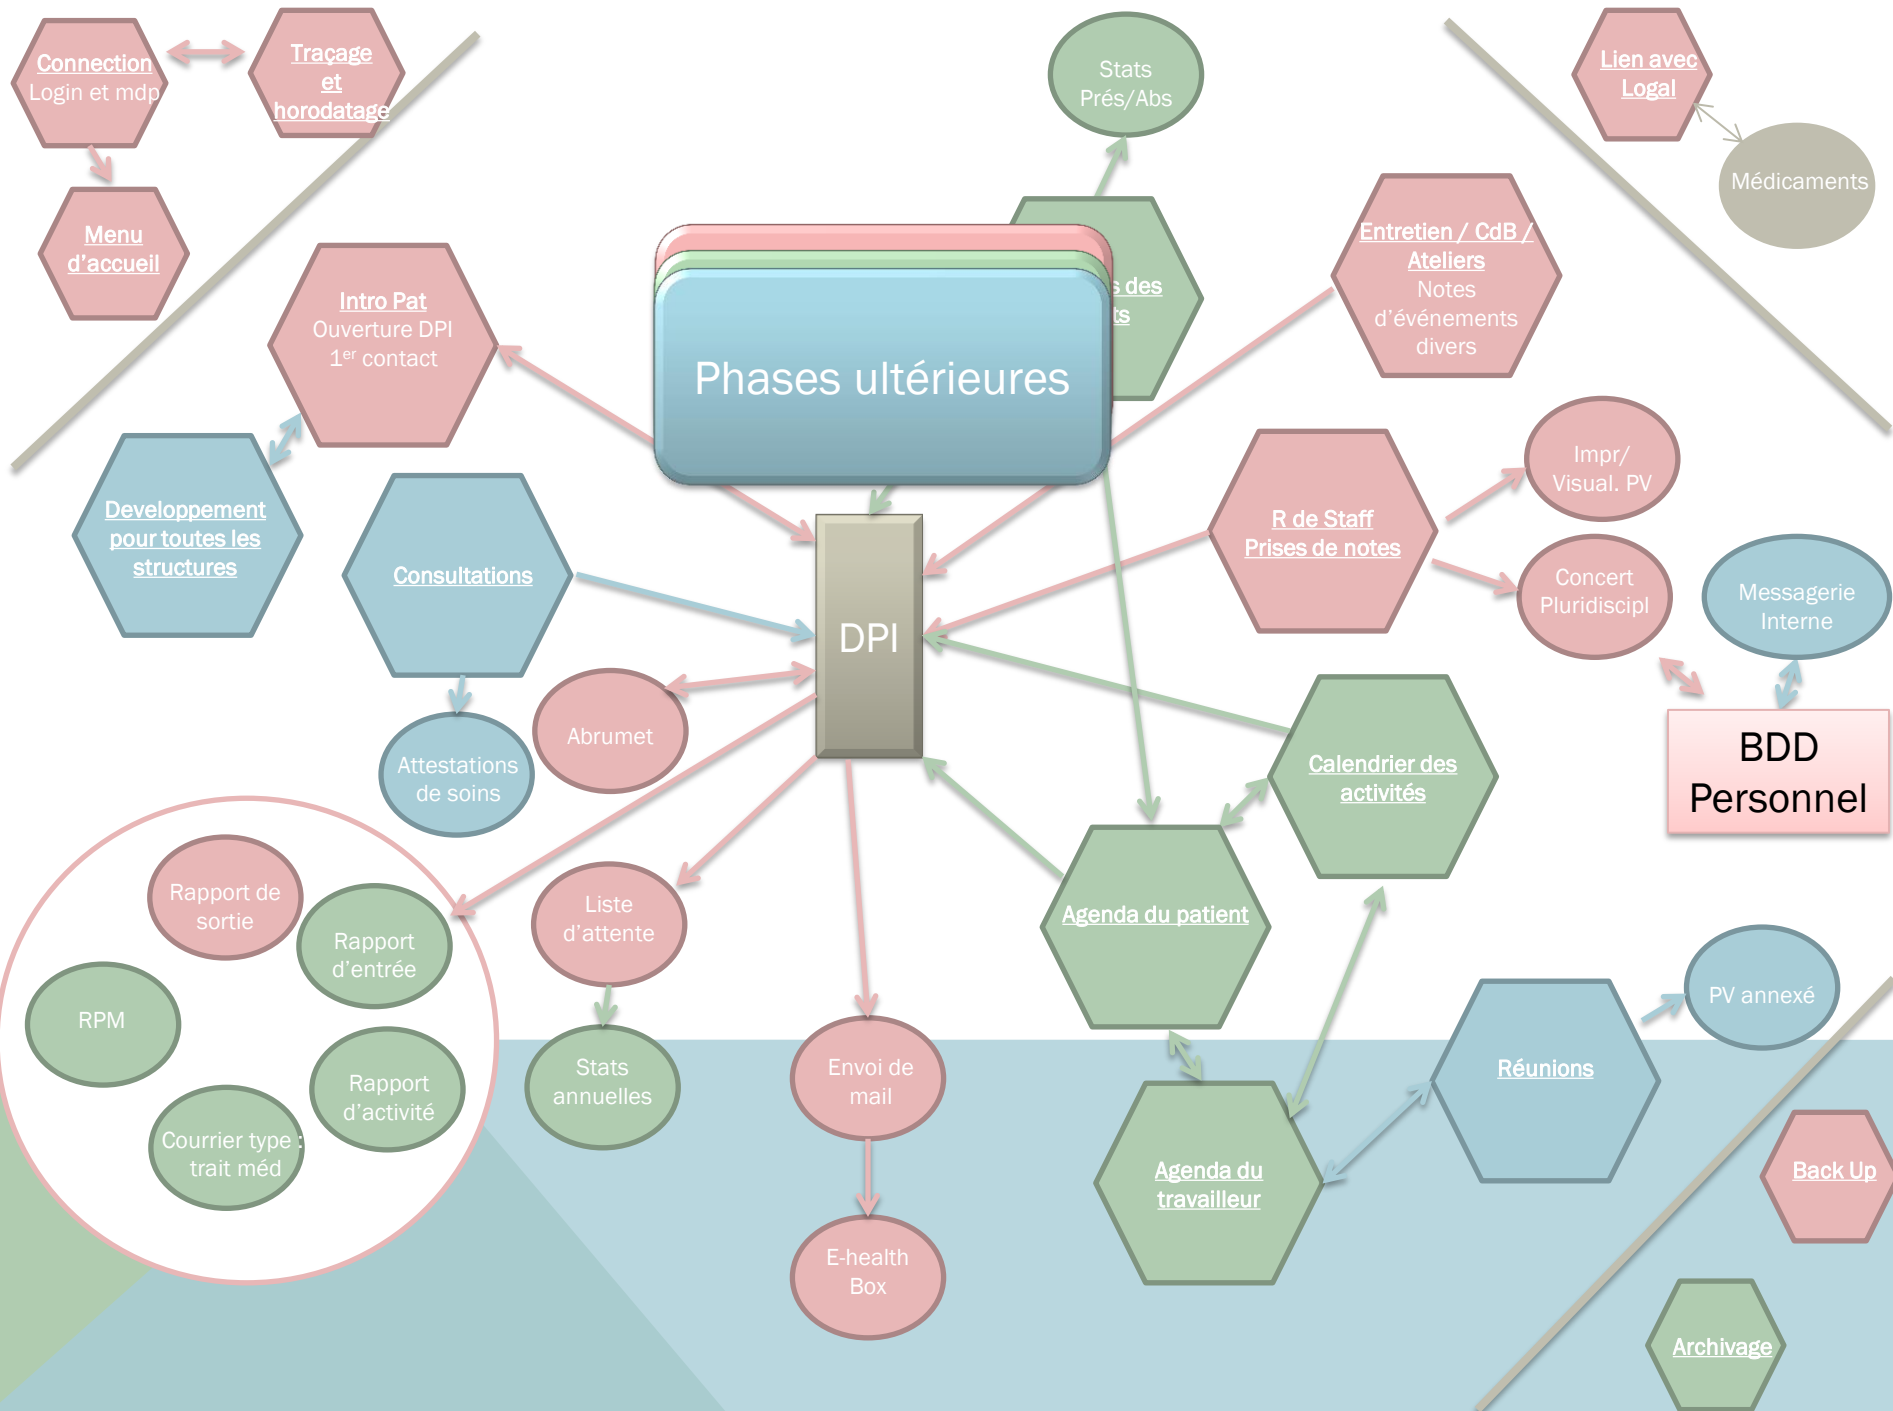 Connection
Login et mdp
Traçage
et
horodatage
Menu
d'accueil
Stats
Prés/Abs
Lien avec
Logal
Médicaments
Intro Pat
Ouverture DPI
1er contact
Phases ultérieures
s des
ts
Entretien / CdB /
Ateliers
Notes
d'événements
divers
Developpement
pour toutes les
structures
Consultations
R de Staff
Prises de notes
Impr/
Visual. PV
Concert
Pluridiscipl
Messagerie
Interne
DPI
BDD
Personnel
Abrumet
Attestations
de soins
Calendrier des
activités
Agenda du patient
Rapport de
sortie
Rapport
d'entrée
RPM
Rapport
d'activité
Courrier type :
trait méd
Liste
d'attente
Stats
annuelles
Envoi de
mail
E-health
Box
PV annexé
Réunions
Agenda du
travailleur
Back Up
Archivage